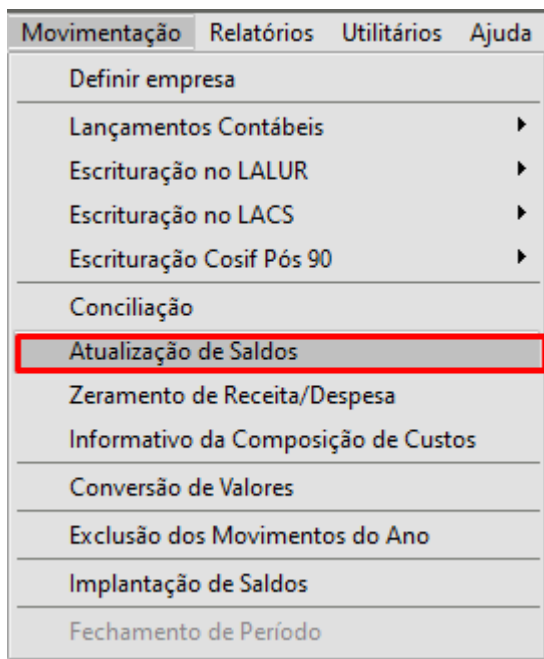 Movimentação Relatórios Utilitários Ajuda
Definir empresa
Lançamentos Contábeis
Escrituração no LALUR
Escrituração no LACS
Escrituração Cosif Pós 90
Conciliação
Atualização de Saldos
Zeramento de Receita/Despesa
Informativo da Composição de Custos
Conversão de Valores
Exclusão dos Movimentos do Ano
Implantação de Saldos
Fechamento de Período